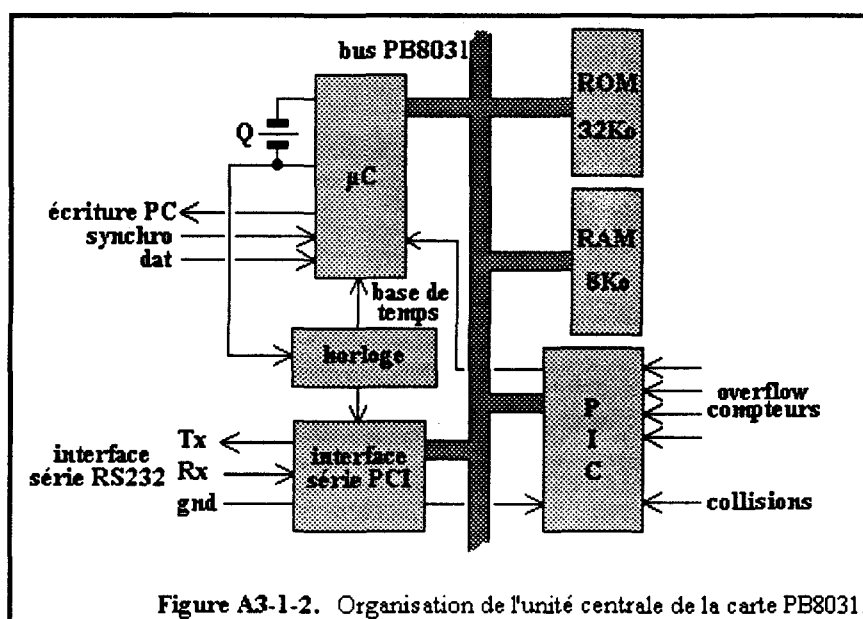 bus PB8031
ROM
32Ko
Q
µC
écriture PC
synchro
dat
RAM
8Ko
base de
temps
horloge
P
I
C
overflow
compteurs
Tx
interface
série RS232
Rx
gnd
interface
série PCI
collisions
Figure A3-1-2. Organisation de l'unité centrale de la carte PB8031.